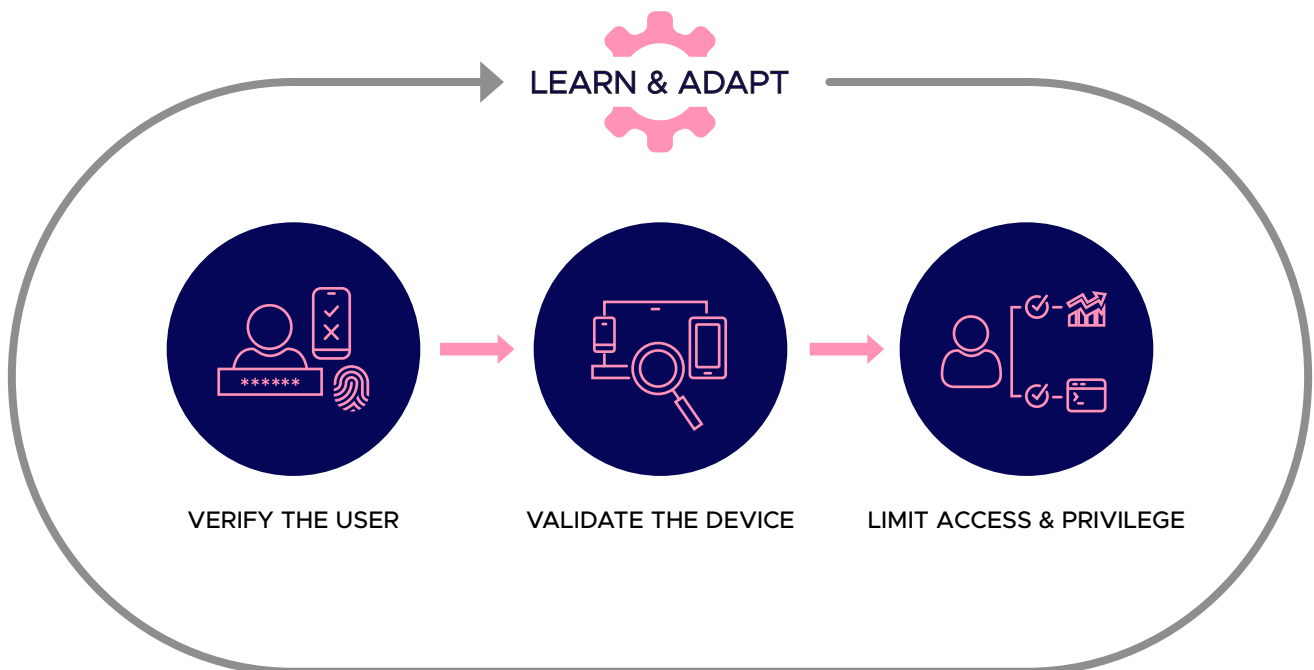 LEARN & ADAPT
******
VERIFY THE USER
VALIDATE THE DEVICE
LIMIT ACCESS & PRIVILEGE